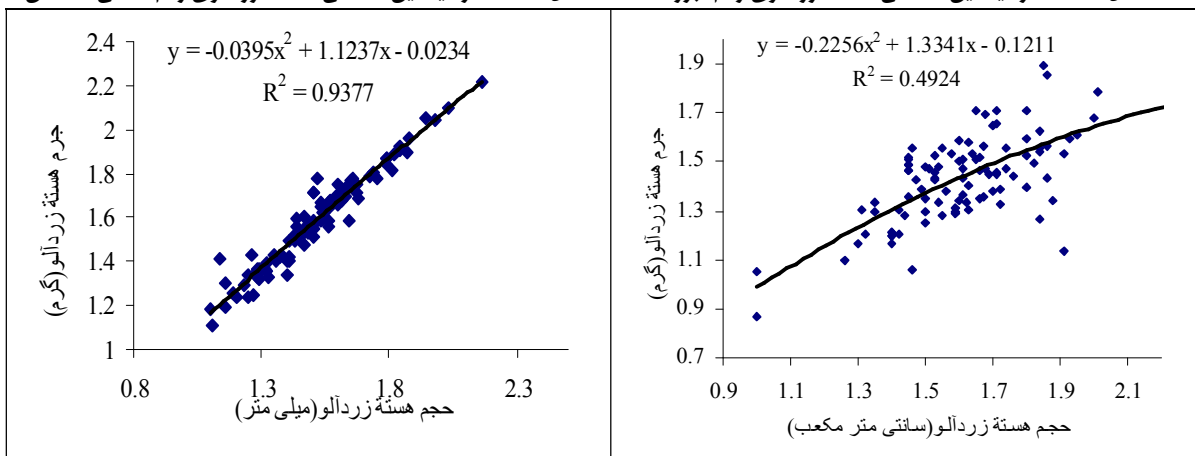 y = -0.0395x² + 1.1237x - 0.0234
R² = 0.9377
2.4
2.2
2
1.8
1.6
1.4
1.2
1
0.8 1.3 1.8 2.3
جرم هستة زردآلو(گرم)
حجم هستة زردآلو(میلی متر)
y = -0.2256x² + 1.3341x - 0.1211
R² = 0.4924
1.9
1.7
1.5
1.3
1.1
0.9
0.7
0.9 1.1 1.3 1.5 1.7 1.9 2.1
جرم هستة زردآلو(گرم)
حجم هستة زردآلو(سانتی متر مکعب)